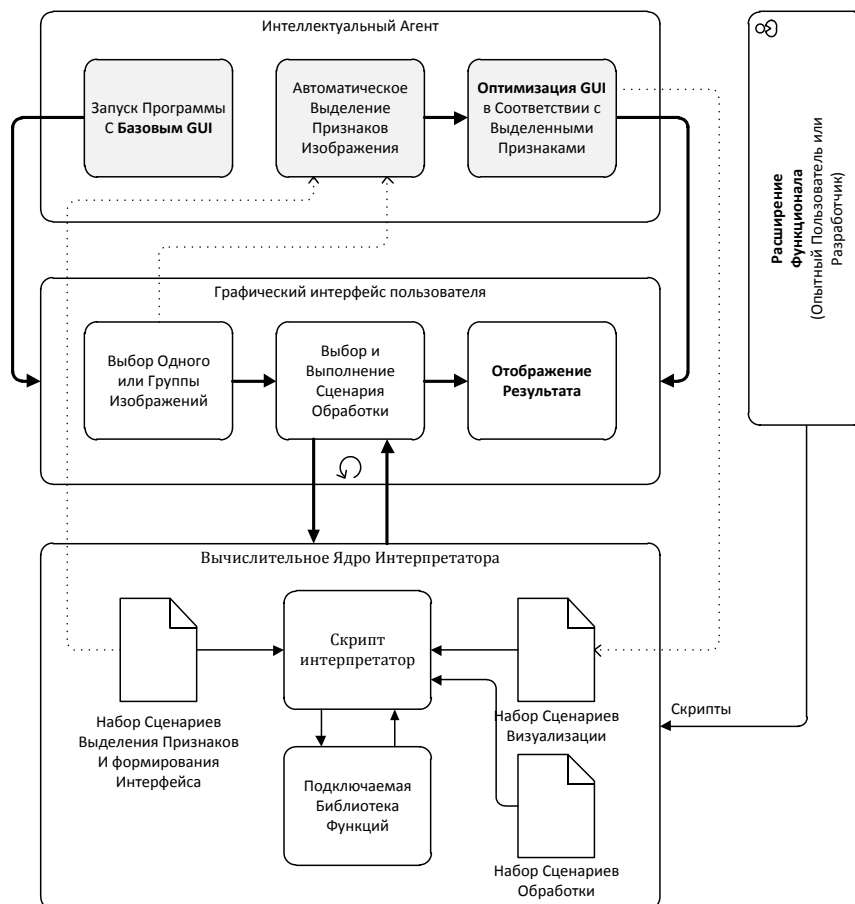 Интеллектуальный Агент
Запуск Программы
С Базовым GUI
Автоматическое
Выделение
Признаков
Изображения
Оптимизация GUI
в Соответствии с
Выделенными
Признаками
Расширение
Функционала
(Опытный Пользователь или
Разработчик)
Графический интерфейс пользователя
Выбор Одного
или Группы
Изображений
Выбор и
Выполнение
Сценария
Обработки
Отображение
Результата
Вычислительное Ядро Интерпретатора
Скрипт
интерпретатор
Набор Сценариев
Выделения Признаков
И формирования
Интерфейса
Набор Сценариев
Визуализации
Скрипты
Подключаемая
Библиотека
Функций
Набор Сценариев
Обработки